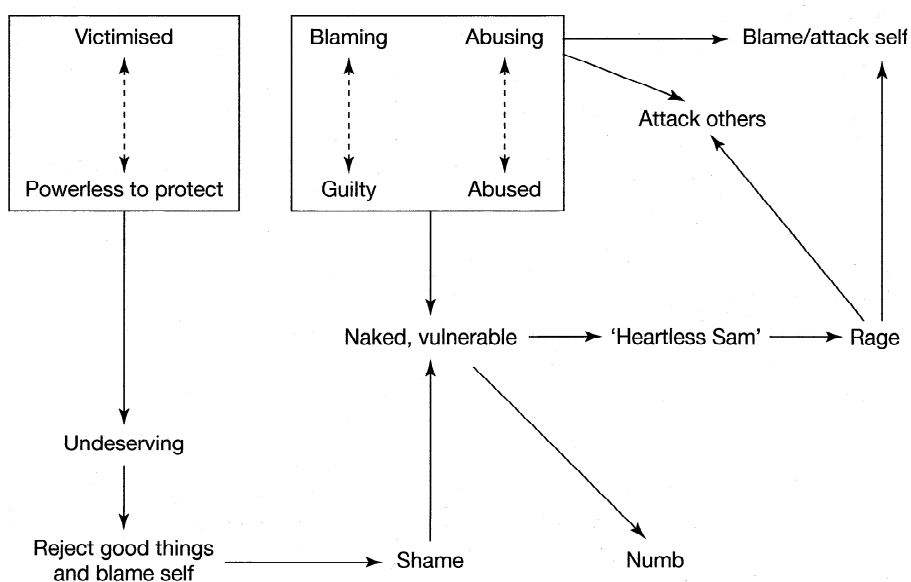 Victimised
Blaming
Abusing
Blame/attack self
Attack others
Powerless to protect
Guilty
Abused
Naked, vulnerable
‘Heartless Sam’
Rage
Undeserving
Reject good things
and blame self
Shame
Numb